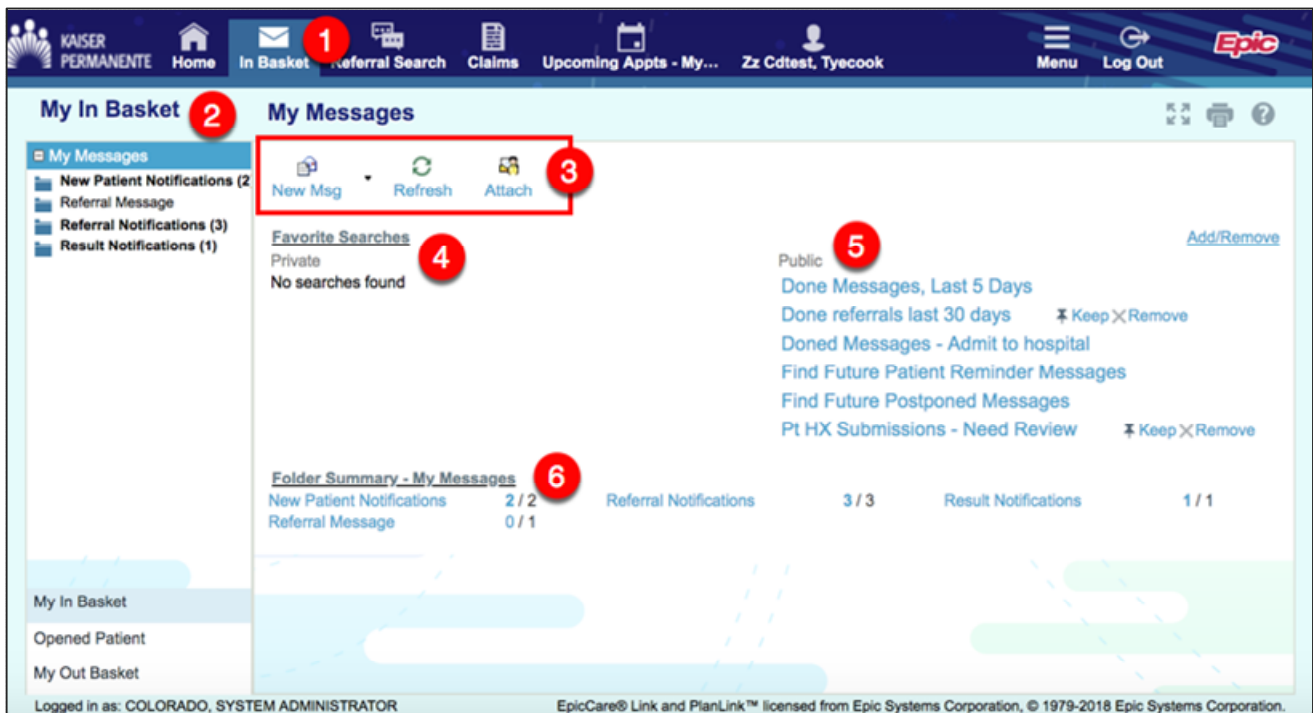 KAISER PERMANENTE
Home
In Basket
1
Referral Search
Claims
Upcoming Appts - My...
Zz Cdtest, Tyecook
Menu
Log Out
Epic
My In Basket 2
My Messages
New Patient Notifications (2
Referral Message
Referral Notifications (3)
Result Notifications (1)
My In Basket
Opened Patient
My Out Basket
My Messages
New Msg Refresh Attach 3
Favorite Searches 4
Private
No searches found
5
Add/Remove
Public
Done Messages, Last 5 Days
Done referrals last 30 days Keep Remove
Doned Messages - Admit to hospital
Find Future Patient Reminder Messages
Find Future Postponed Messages
Pt HX Submissions - Need Review Keep Remove
Folder Summary - My Messages 6
New Patient Notifications 2 / 2 Referral Notifications 3 / 3 Result Notifications 1 / 1
Referral Message 0 / 1
Logged in as: COLORADO, SYSTEM ADMINISTRATOR EpicCare® Link and PlanLink™ licensed from Epic Systems Corporation, © 1979-2018 Epic Systems Corporation.